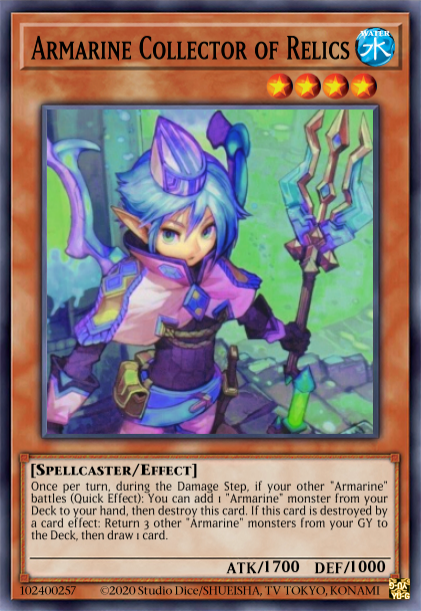 Armarine Collector of Relics
WATER
水
[Spellcaster/Effect]
Once per turn, during the Damage Step, if your other "Armarine"
battles (Quick Effect): You can add 1 "Armarine" monster from your
Deck to your hand, then destroy this card. If this card is destroyed by
a card effect: Return 3 other "Armarine" monsters from your GY to
the Deck, then draw 1 card.
ATK/1700 DEF/1000
102400257 ©2020 Studio Dice/SHUEISHA, TV TOKYO, KONAMI